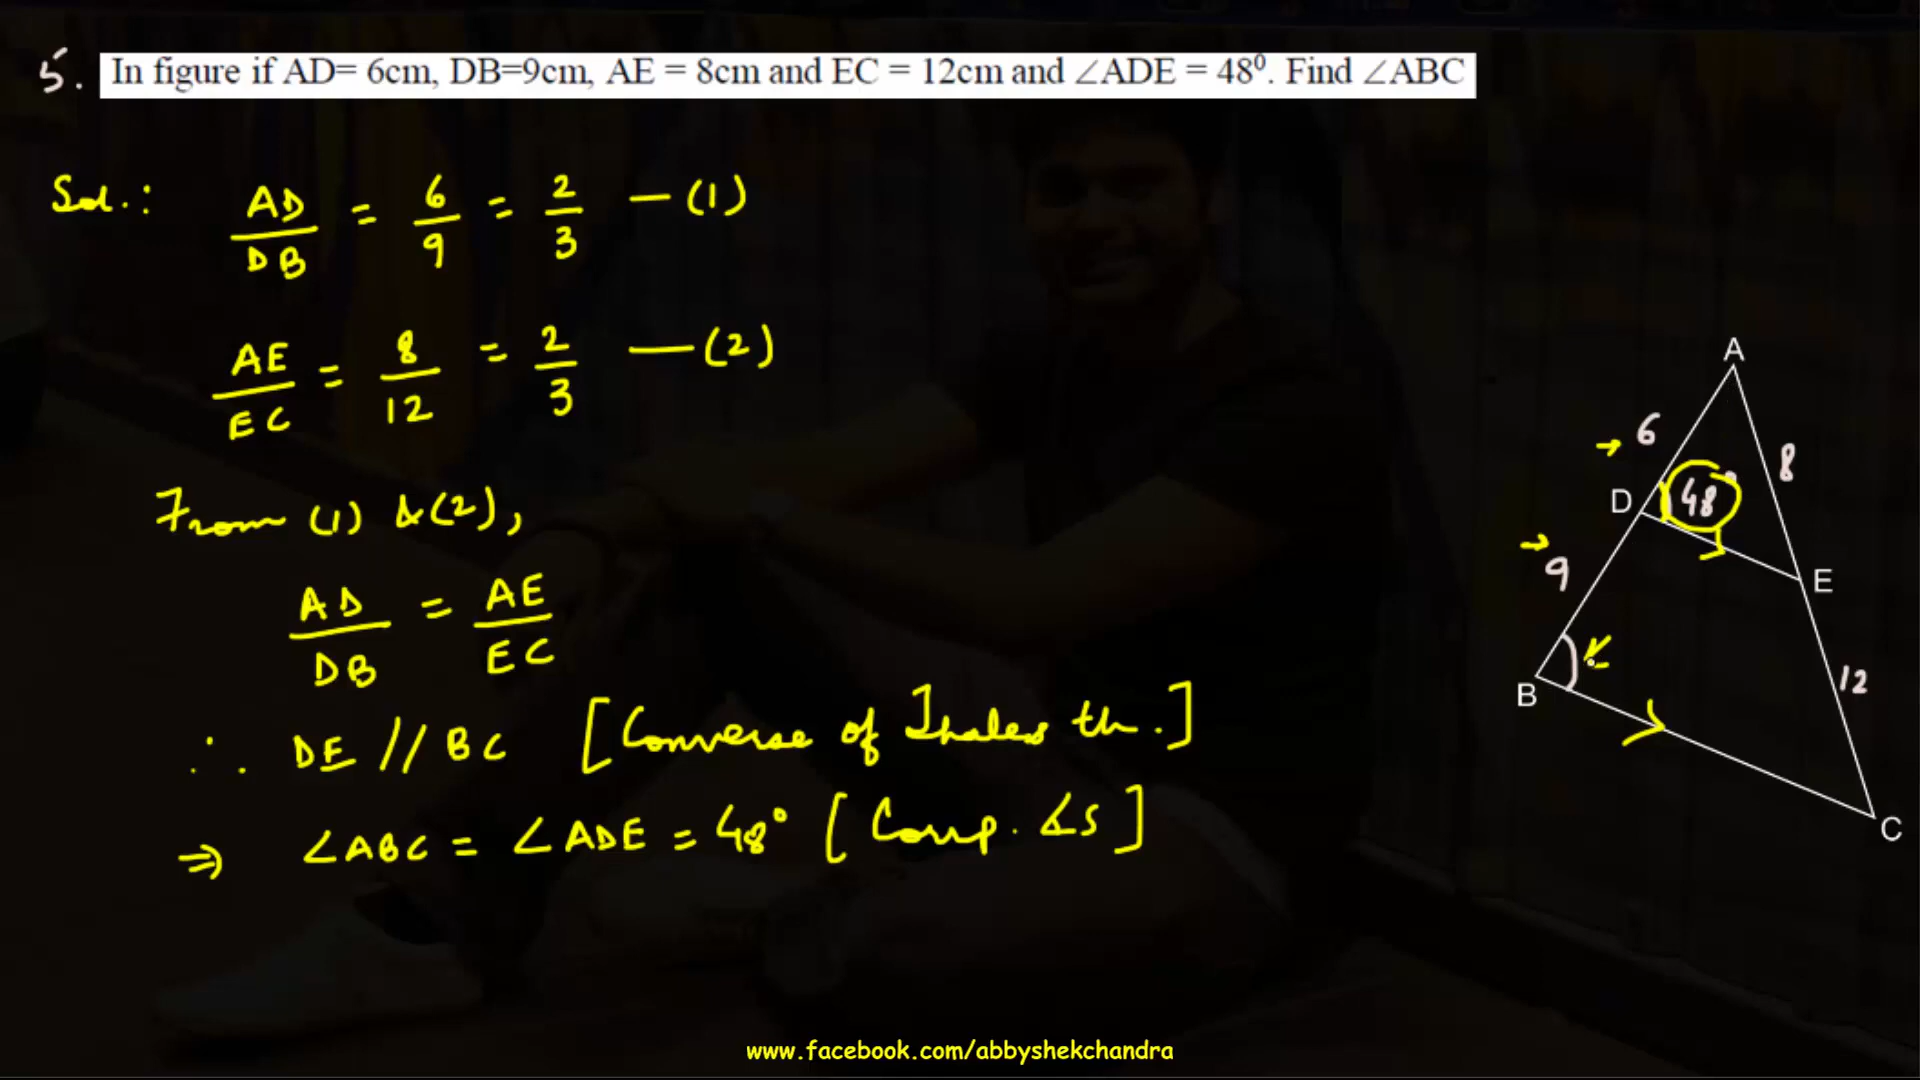 5. In figure if AD= 6cm, DB=9cm, AE = 8cm and EC = 12cm and ∠ADE = 48⁰. Find ∠ABC
Sol.: AD/DB = 6/9 = 2/3 — (1)
AE/EC = 8/12 = 2/3 — (2)
From (1) & (2),
AD/DB = AE/EC
∴ DE // BC [Converse of Thales th.]
⇒ ∠ABC = ∠ADE = 48° [Corrp. ∠s]
A
6
8
D
48°
9
E
B
12
C
www.facebook.com/abbyshekchandra